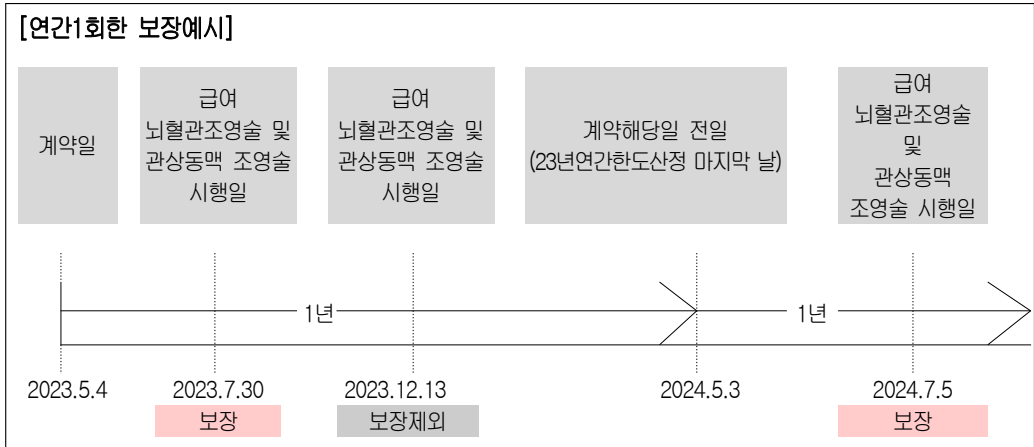 [연간1회한 보장예시]
계약일
급여
뇌혈관조영술 및
관상동맥 조영술
시행일
급여
뇌혈관조영술 및
관상동맥 조영술
시행일
계약해당일 전일
(23년연간한도산정 마지막 날)
급여
뇌혈관조영술
및
관상동맥
조영술 시행일
1년
1년
2023.5.4
2023.7.30
2023.12.13
2024.5.3
2024.7.5
보장
보장제외
보장